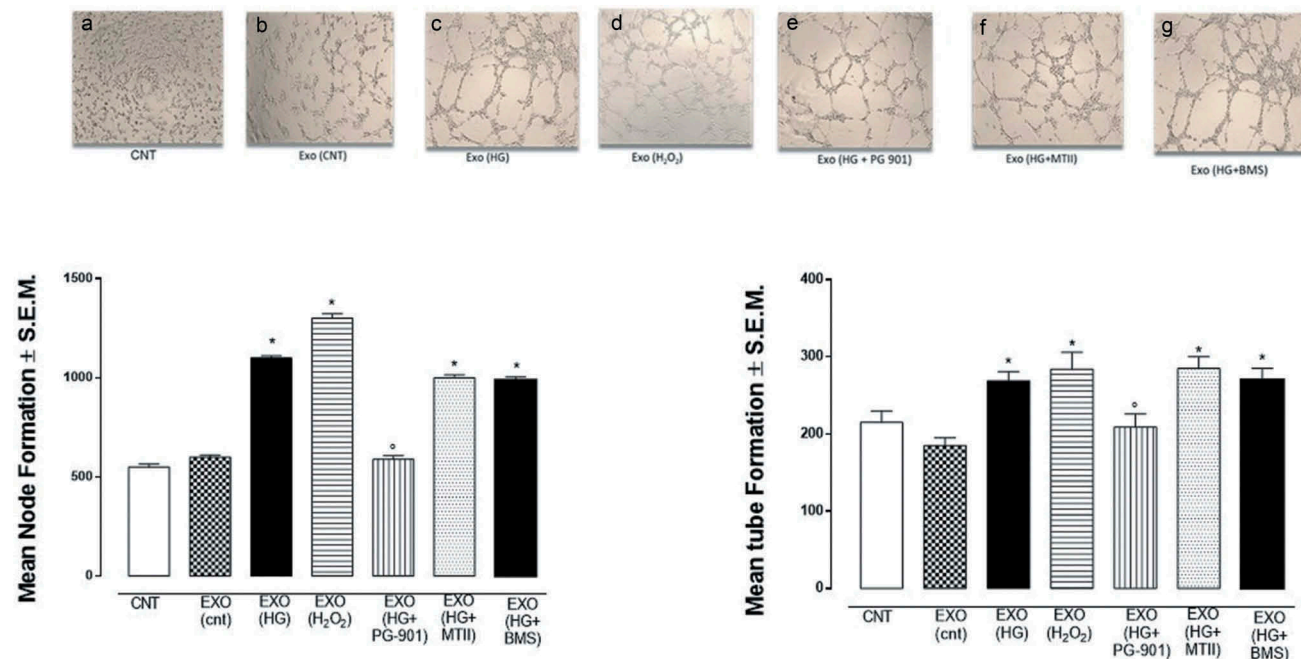 a b c d e f g
CNT Exo (CNT) Exo (HG) Exo (H₂O₂) Exo (HG + PG 901) Exo (HG+MTII) Exo (HG+BMS)
Mean Node Formation ± S.E.M.
1500
1000
500
0
* * ° * *
CNT EXO EXO EXO EXO EXO EXO
(cnt) (HG) (H₂O₂) (HG+ (HG+ (HG+
PG-901) MTII) BMS)
Mean tube Formation ± S.E.M.
400
300
200
100
0
* * ° * *
CNT EXO EXO EXO EXO EXO EXO
(cnt) (HG) (H₂O₂) (HG+ (HG+ (HG+
PG-901) MTII) BMS)